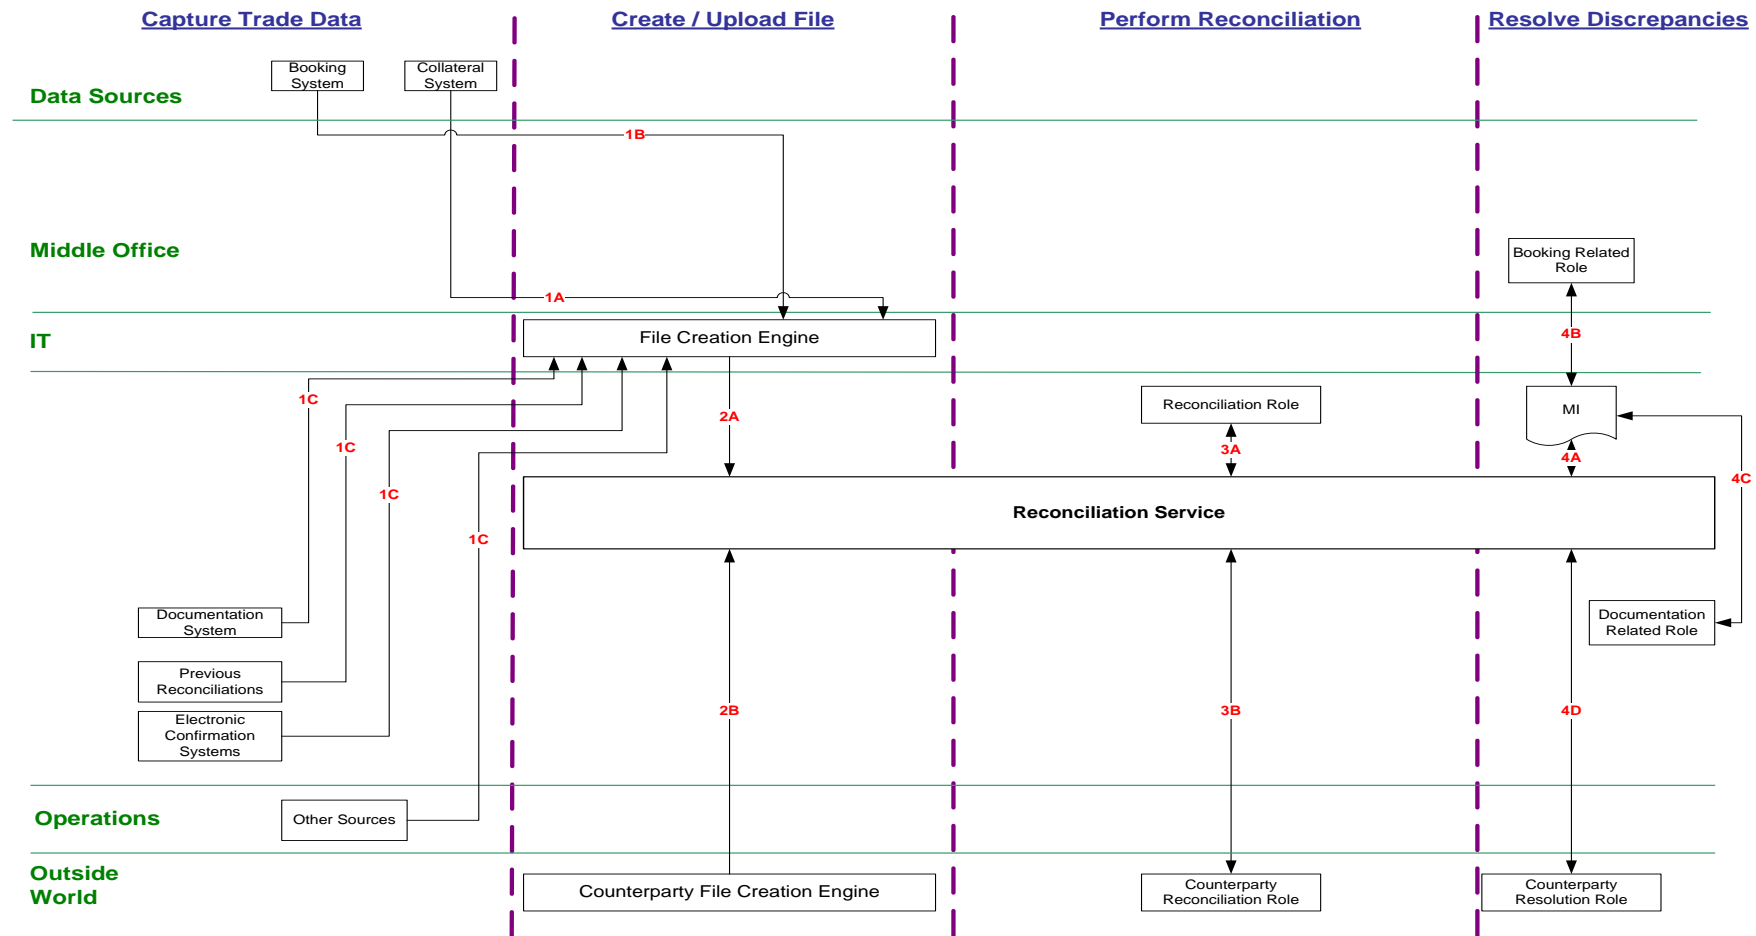 Capture Trade Data
Create / Upload File
Perform Reconciliation
Resolve Discrepancies
Booking
System
Collateral
System
Data Sources
1B
Middle Office
Booking Related
Role
1A
IT
File Creation Engine
4B
1C
2A
Reconciliation Role
MI
1C
3A
4A
4C
1C
Reconciliation Service
1C
Documentation
System
Documentation
Related Role
Previous
Reconciliations
2B
3B
4D
Electronic
Confirmation
Systems
Operations
Other Sources
Outside
World
Counterparty File Creation Engine
Counterparty
Reconciliation Role
Counterparty
Resolution Role